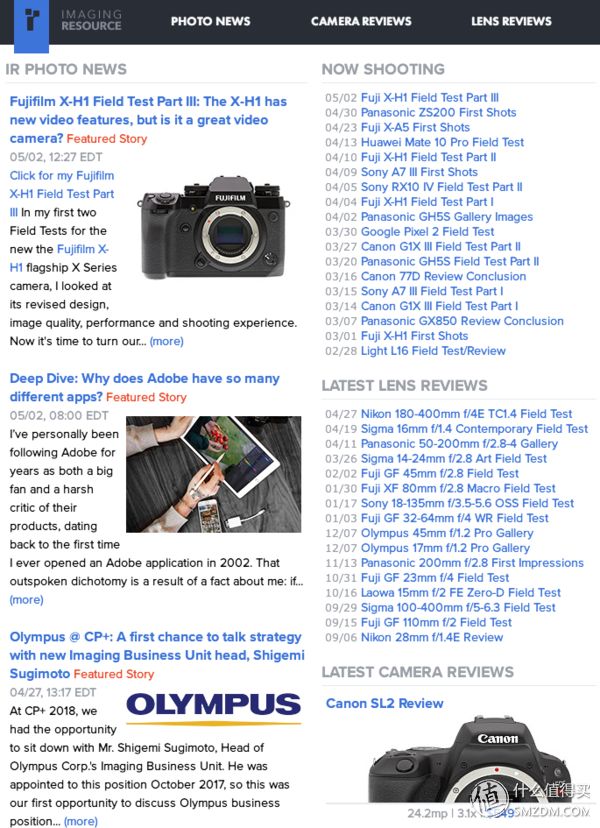 IMAGING
RESOURCE
PHOTO NEWS
CAMERA REVIEWS
LENS REVIEWS
IR PHOTO NEWS
Fujifilm X-H1 Field Test Part III: The X-H1 has
new video features, but is it a great video
camera? Featured Story
05/02, 12:27 EDT
Click for my Fujifilm
X-H1 Field Test Part
III In my first two
Field Tests for the
new the Fujifilm X-
H1 flagship X Series
camera, I looked at
its revised design,
image quality, performance and shooting experience.
Now it's time to turn our... (more)
FUJIFILM
Deep Dive: Why does Adobe have so many
different apps? Featured Story
05/02, 08:00 EDT
I've personally been
following Adobe for
years as both a big
fan and a harsh
critic of their
products, dating
back to the first time
I ever opened an Adobe application in 2002. That
outspoken dichotomy is a result of a fact about me: if...
(more)
Olympus @ CP+: A first chance to talk strategy
with new Imaging Business Unit head, Shigemi
Sugimoto Featured Story
04/27, 13:17 EDT
At CP+ 2018, we
had the opportunity
to sit down with Mr. Shigemi Sugimoto, Head of
Olympus Corp.'s Imaging Business Unit. He was
appointed to this position October 2017, so this was
our first opportunity to discuss Olympus business
position... (more)
OLYMPUS
NOW SHOOTING
05/02 Fuji X-H1 Field Test Part III
04/30 Panasonic ZS200 First Shots
04/23 Fuji X-A5 First Shots
04/13 Huawei Mate 10 Pro Field Test
04/10 Fuji X-H1 Field Test Part II
04/09 Sony A7 III First Shots
04/05 Sony RX10 IV Field Test Part II
04/04 Fuji X-H1 Field Test Part I
04/02 Panasonic GH5S Gallery Images
03/30 Google Pixel 2 Field Test
03/27 Canon G1X III Field Test Part II
03/20 Panasonic GH5S Field Test Part II
03/16 Canon 77D Review Conclusion
03/15 Sony A7 III Field Test Part I
03/14 Canon G1X III Field Test Part I
03/07 Panasonic GX850 Review Conclusion
03/01 Fuji X-H1 First Shots
02/28 Light L16 Field Test/Review
LATEST LENS REVIEWS
04/27 Nikon 180-400mm f/4E TC1.4 Field Test
04/19 Sigma 16mm f/1.4 Contemporary Field Test
04/11 Panasonic 50-200mm f/2.8-4 Gallery
03/26 Sigma 14-24mm f/2.8 Art Field Test
02/02 Fuji GF 45mm f/2.8 Field Test
01/30 Fuji XF 80mm f/2.8 Macro Field Test
01/17 Sony 18-135mm f/3.5-5.6 OSS Field Test
01/03 Fuji GF 32-64mm f/4 WR Field Test
12/07 Olympus 45mm f/1.2 Pro Gallery
12/07 Olympus 17mm f/1.2 Pro Gallery
11/13 Panasonic 200mm f/2.8 First Impressions
10/31 Fuji GF 23mm f/4 Field Test
10/16 Laowa 15mm f/2 FE Zero-D Field Test
09/29 Sigma 100-400mm f/5-6.3 Field Test
09/15 Fuji GF 110mm f/2 Field Test
09/06 Nikon 28mm f/1.4E Review
LATEST CAMERA REVIEWS
Canon SL2 Review
Canon
24.2mp | 3.1x
值 什么值得买
SMZDM.COM